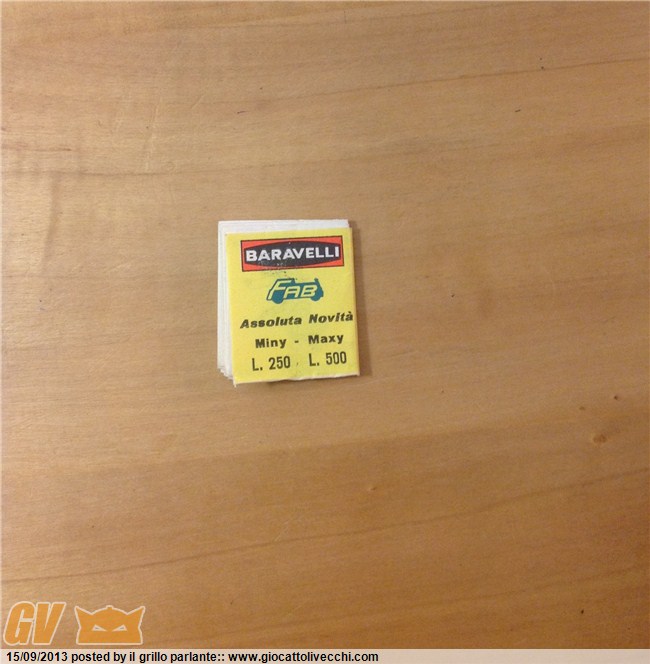 BARAVELLI
FAB
Assoluta Novità
Miny - Maxy
L. 250 L. 500
GV
15/09/2013 posted by il grillo parlante:: www.giocattolivecchi.com